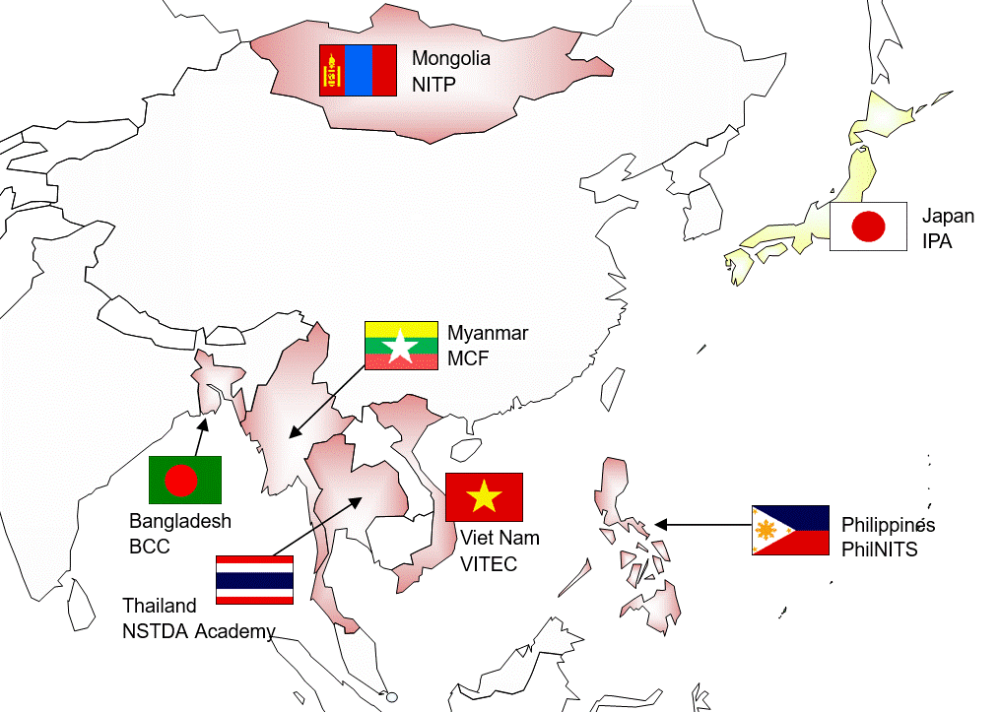 Mongolia
NITP
Japan
IPA
Myanmar
MCF
Bangladesh
BCC
Viet Nam
VITEC
Philippines
PhilNITS
Thailand
NSTDA Academy